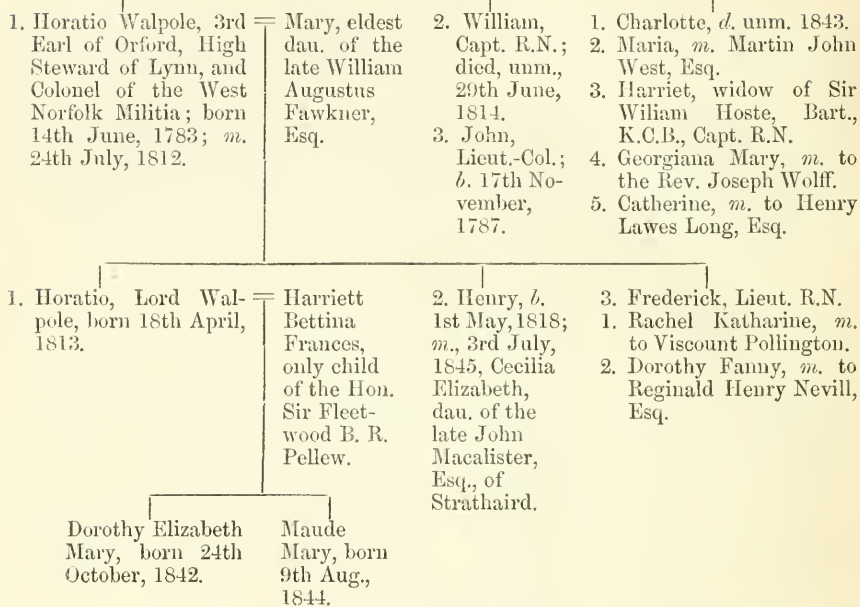 1. Horatio Walpole, 3rd
Earl of Orford, High
Steward of Lynn, and
Colonel of the West
Norfolk Militia; born
14th June, 1783; m.
24th July, 1812.
Mary, eldest
dau. of the
late William
Augustus
Fawkner,
Esq.
2. William,
Capt. R.N.;
died, unm.,
29th June,
1814.
3. John,
Lieut.-Col.;
b. 17th No-
vember,
1787.
1. Charlotte, d. unm. 1843.
2. Maria, m. Martin John
West, Esq.
3. Harriet, widow of Sir
Wiliam Hoste, Bart.,
K.C.B., Capt. R.N.
4. Georgiana Mary, m. to
the Rev. Joseph Wolff.
5. Catherine, m. to Henry
Lawes Long, Esq.
1. Horatio, Lord Wal-
pole, born 18th April,
1813.
Harriett
Bettina
Frances,
only child
of the Hon.
Sir Fleet-
wood B. R.
Pellew.
2. Henry, b.
1st May, 1818;
m., 3rd July,
1845, Cecilia
Elizabeth,
dau. of the
late John
Macalister,
Esq., of
Strathaird.
3. Frederick, Lieut. R.N.
1. Rachel Katharine, m.
to Viscount Pollington.
2. Dorothy Fanny, m. to
Reginald Henry Nevill,
Esq.
Dorothy Elizabeth
Mary, born 24th
October, 1842.
Maude
Mary, born
9th Aug.,
1844.